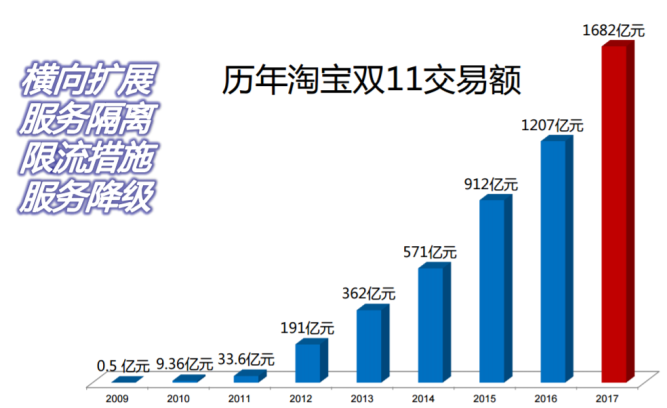 历年淘宝双11交易额
横向扩展
服务隔离
限流措施
服务降级
0.5 亿元
9.36亿元
33.6亿元
191亿元
362亿元
571亿元
912亿元
1207亿元
1682亿元
2009
2010
2011
2012
2013
2014
2015
2016
2017